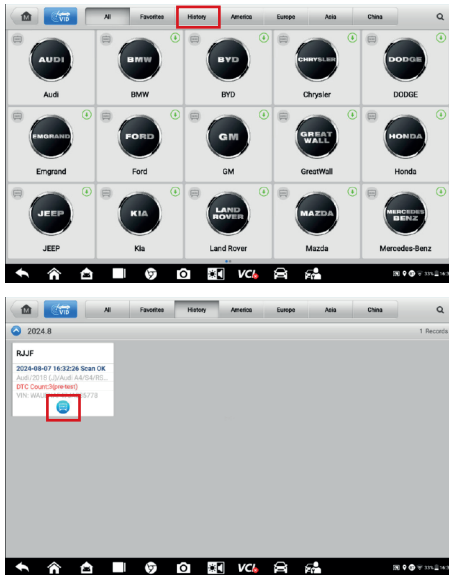 VID All Favorites History America Europe Asia China
AUDI BMW BYD CHRYSLER DODGE
Audi BMW BYD Chrysler DODGE
EMGRAND FORD GM GREAT WALL HONDA
Emgrand Ford GM GreatWall Honda
JEEP KIA LAND ROVER MAZDA MERCEDES BENZ
JEEP Kia Land Rover Mazda Mercedes-Benz
VCI
VID All Favorites History America Europe Asia China
2024.8 1 Records
RJJF
2024-08-07 16:32:26 Scan OK
DTC Count:3(pre-test)
VIN:
VCI